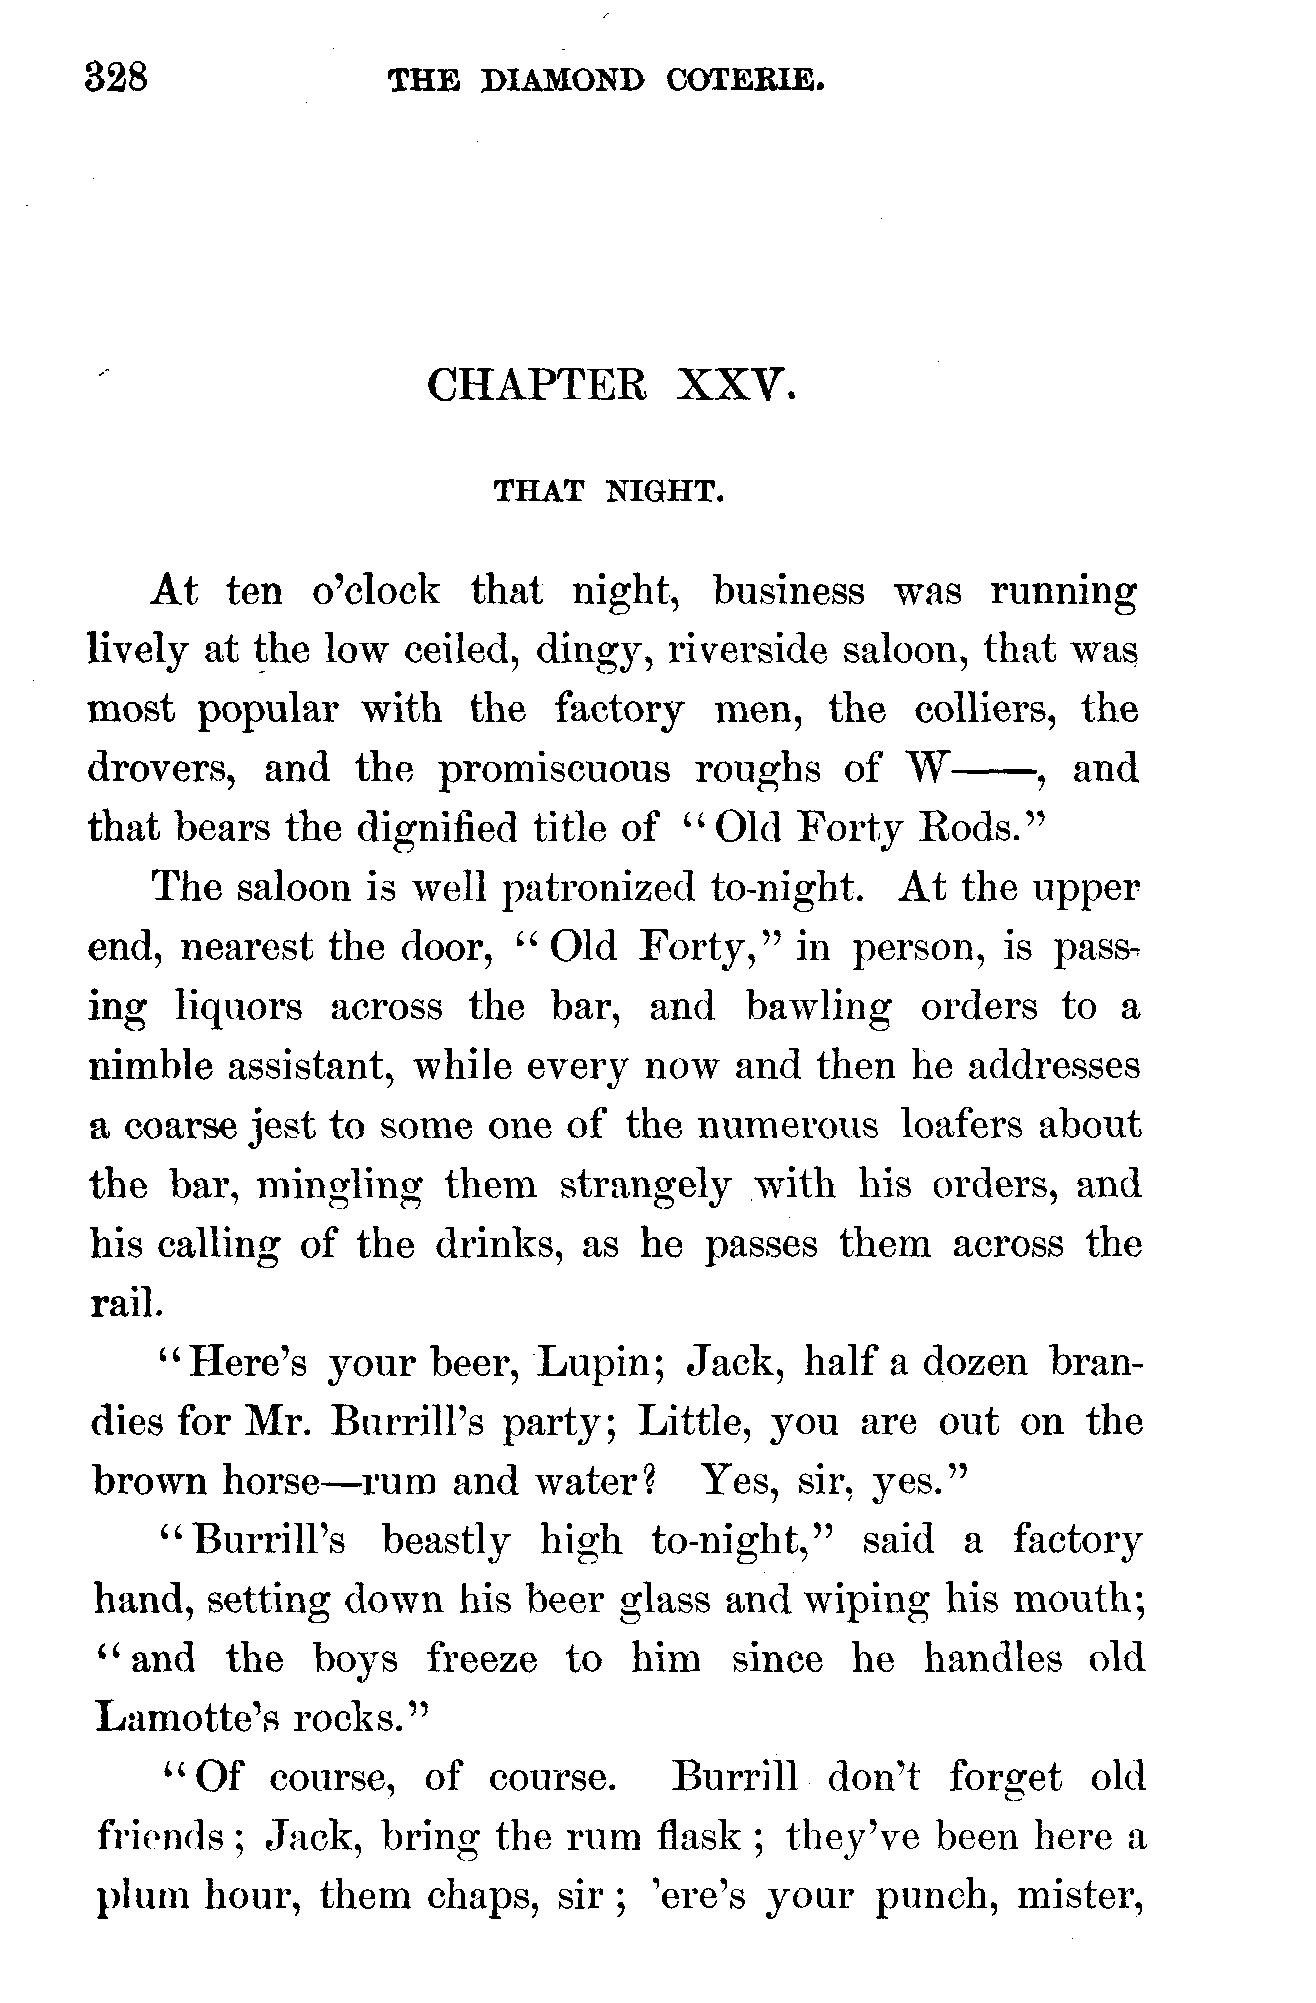 328 THE DIAMOND COTERIE.
CHAPTER XXV.
THAT NIGHT.
At ten o’clock that night, business was running
lively at the low ceiled, dingy, riverside saloon, that was
most popular with the factory men, the colliers, the
drovers, and the promiscuous roughs of W——, and
that bears the dignified title of “Old Forty Rods.”
The saloon is well patronized to-night. At the upper
end, nearest the door, “Old Forty,” in person, is pass-
ing liquors across the bar, and bawling orders to a
nimble assistant, while every now and then he addresses
a coarse jest to some one of the numerous loafers about
the bar, mingling them strangely with his orders, and
his calling of the drinks, as he passes them across the
rail.
“Here’s your beer, Lupin; Jack, half a dozen bran-
dies for Mr. Burrill’s party; Little, you are out on the
brown horse—rum and water? Yes, sir, yes.”
“Burrill’s beastly high to-night,” said a factory
hand, setting down his beer glass and wiping his mouth;
“and the boys freeze to him since he handles old
Lamotte’s rocks.”
“Of course, of course. Burrill don’t forget old
friends; Jack, bring the rum flask; they’ve been here a
plum hour, them chaps, sir; ’ere’s your punch, mister,